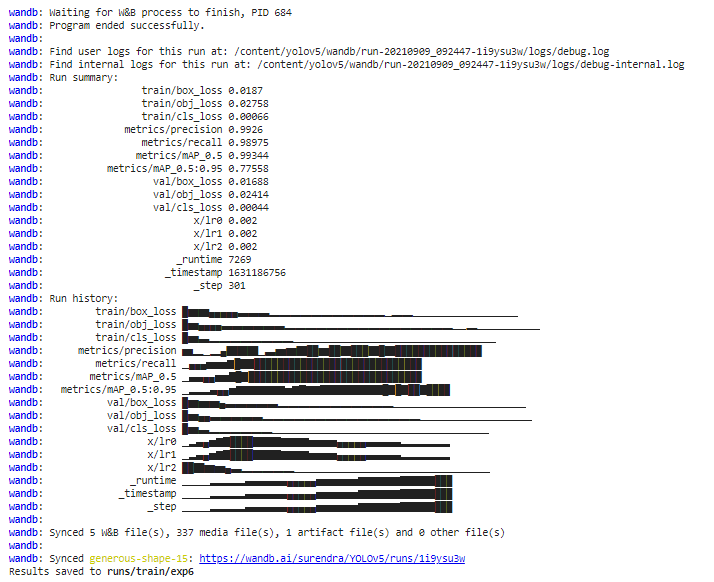 wandb: Waiting for W&B process to finish, PID 684
wandb: Program ended successfully.
wandb:
wandb: Find user logs for this run at: /content/yolov5/wandb/run-20210909_092447-1i9ysu3w/logs/debug.log
wandb: Find internal logs for this run at: /content/yolov5/wandb/run-20210909_092447-1i9ysu3w/logs/debug-internal.log
wandb: Run summary:
wandb: train/box_loss 0.0187
wandb: train/obj_loss 0.02758
wandb: train/cls_loss 0.00066
wandb: metrics/precision 0.9926
wandb: metrics/recall 0.98975
wandb: metrics/mAP_0.5 0.99344
wandb: metrics/mAP_0.5:0.95 0.77558
wandb: val/box_loss 0.01688
wandb: val/obj_loss 0.02414
wandb: val/cls_loss 0.00044
wandb: x/lr0 0.002
wandb: x/lr1 0.002
wandb: x/lr2 0.002
wandb: _runtime 7269
wandb: _timestamp 1631186756
wandb: _step 301
wandb: Run history:
wandb: train/box_loss
wandb: train/obj_loss
wandb: train/cls_loss
wandb: metrics/precision
wandb: metrics/recall
wandb: metrics/mAP_0.5
wandb: metrics/mAP_0.5:0.95
wandb: val/box_loss
wandb: val/obj_loss
wandb: val/cls_loss
wandb: x/lr0
wandb: x/lr1
wandb: x/lr2
wandb: _runtime
wandb: _timestamp
wandb: _step
wandb:
wandb: Synced 5 W&B file(s), 337 media file(s), 1 artifact file(s) and 0 other file(s)
wandb:
wandb: Synced generous-shape-15: https://wandb.ai/surendra/YOLOv5/runs/1i9ysu3w
Results saved to runs/train/exp6